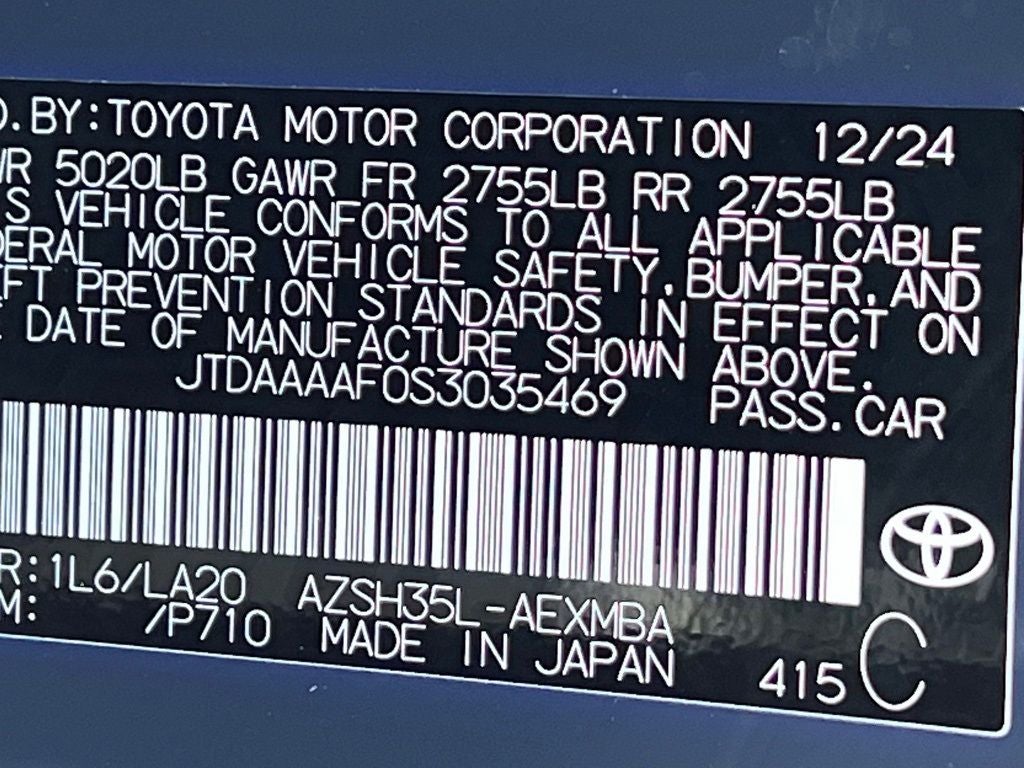 D.BY:TOYOTA MOTOR CORPORATION 12/24
WR 5020LB GAWR FR 2755LB RR 2755LB
S VEHICLE CONFORMS TO ALL APPLICABLE
DERAL MOTOR VEHICLE SAFETY,BUMPER,AND
EFT PREVENTION STANDARDS IN EFFECT ON
E DATE OF MANUFACTURE SHOWN ABOVE.
JTDAAAAF0S3035469 PASS.CAR
R:1L6/LA20 AZSH35L-AEXMBA
M: /P710 MADE IN JAPAN 415 C